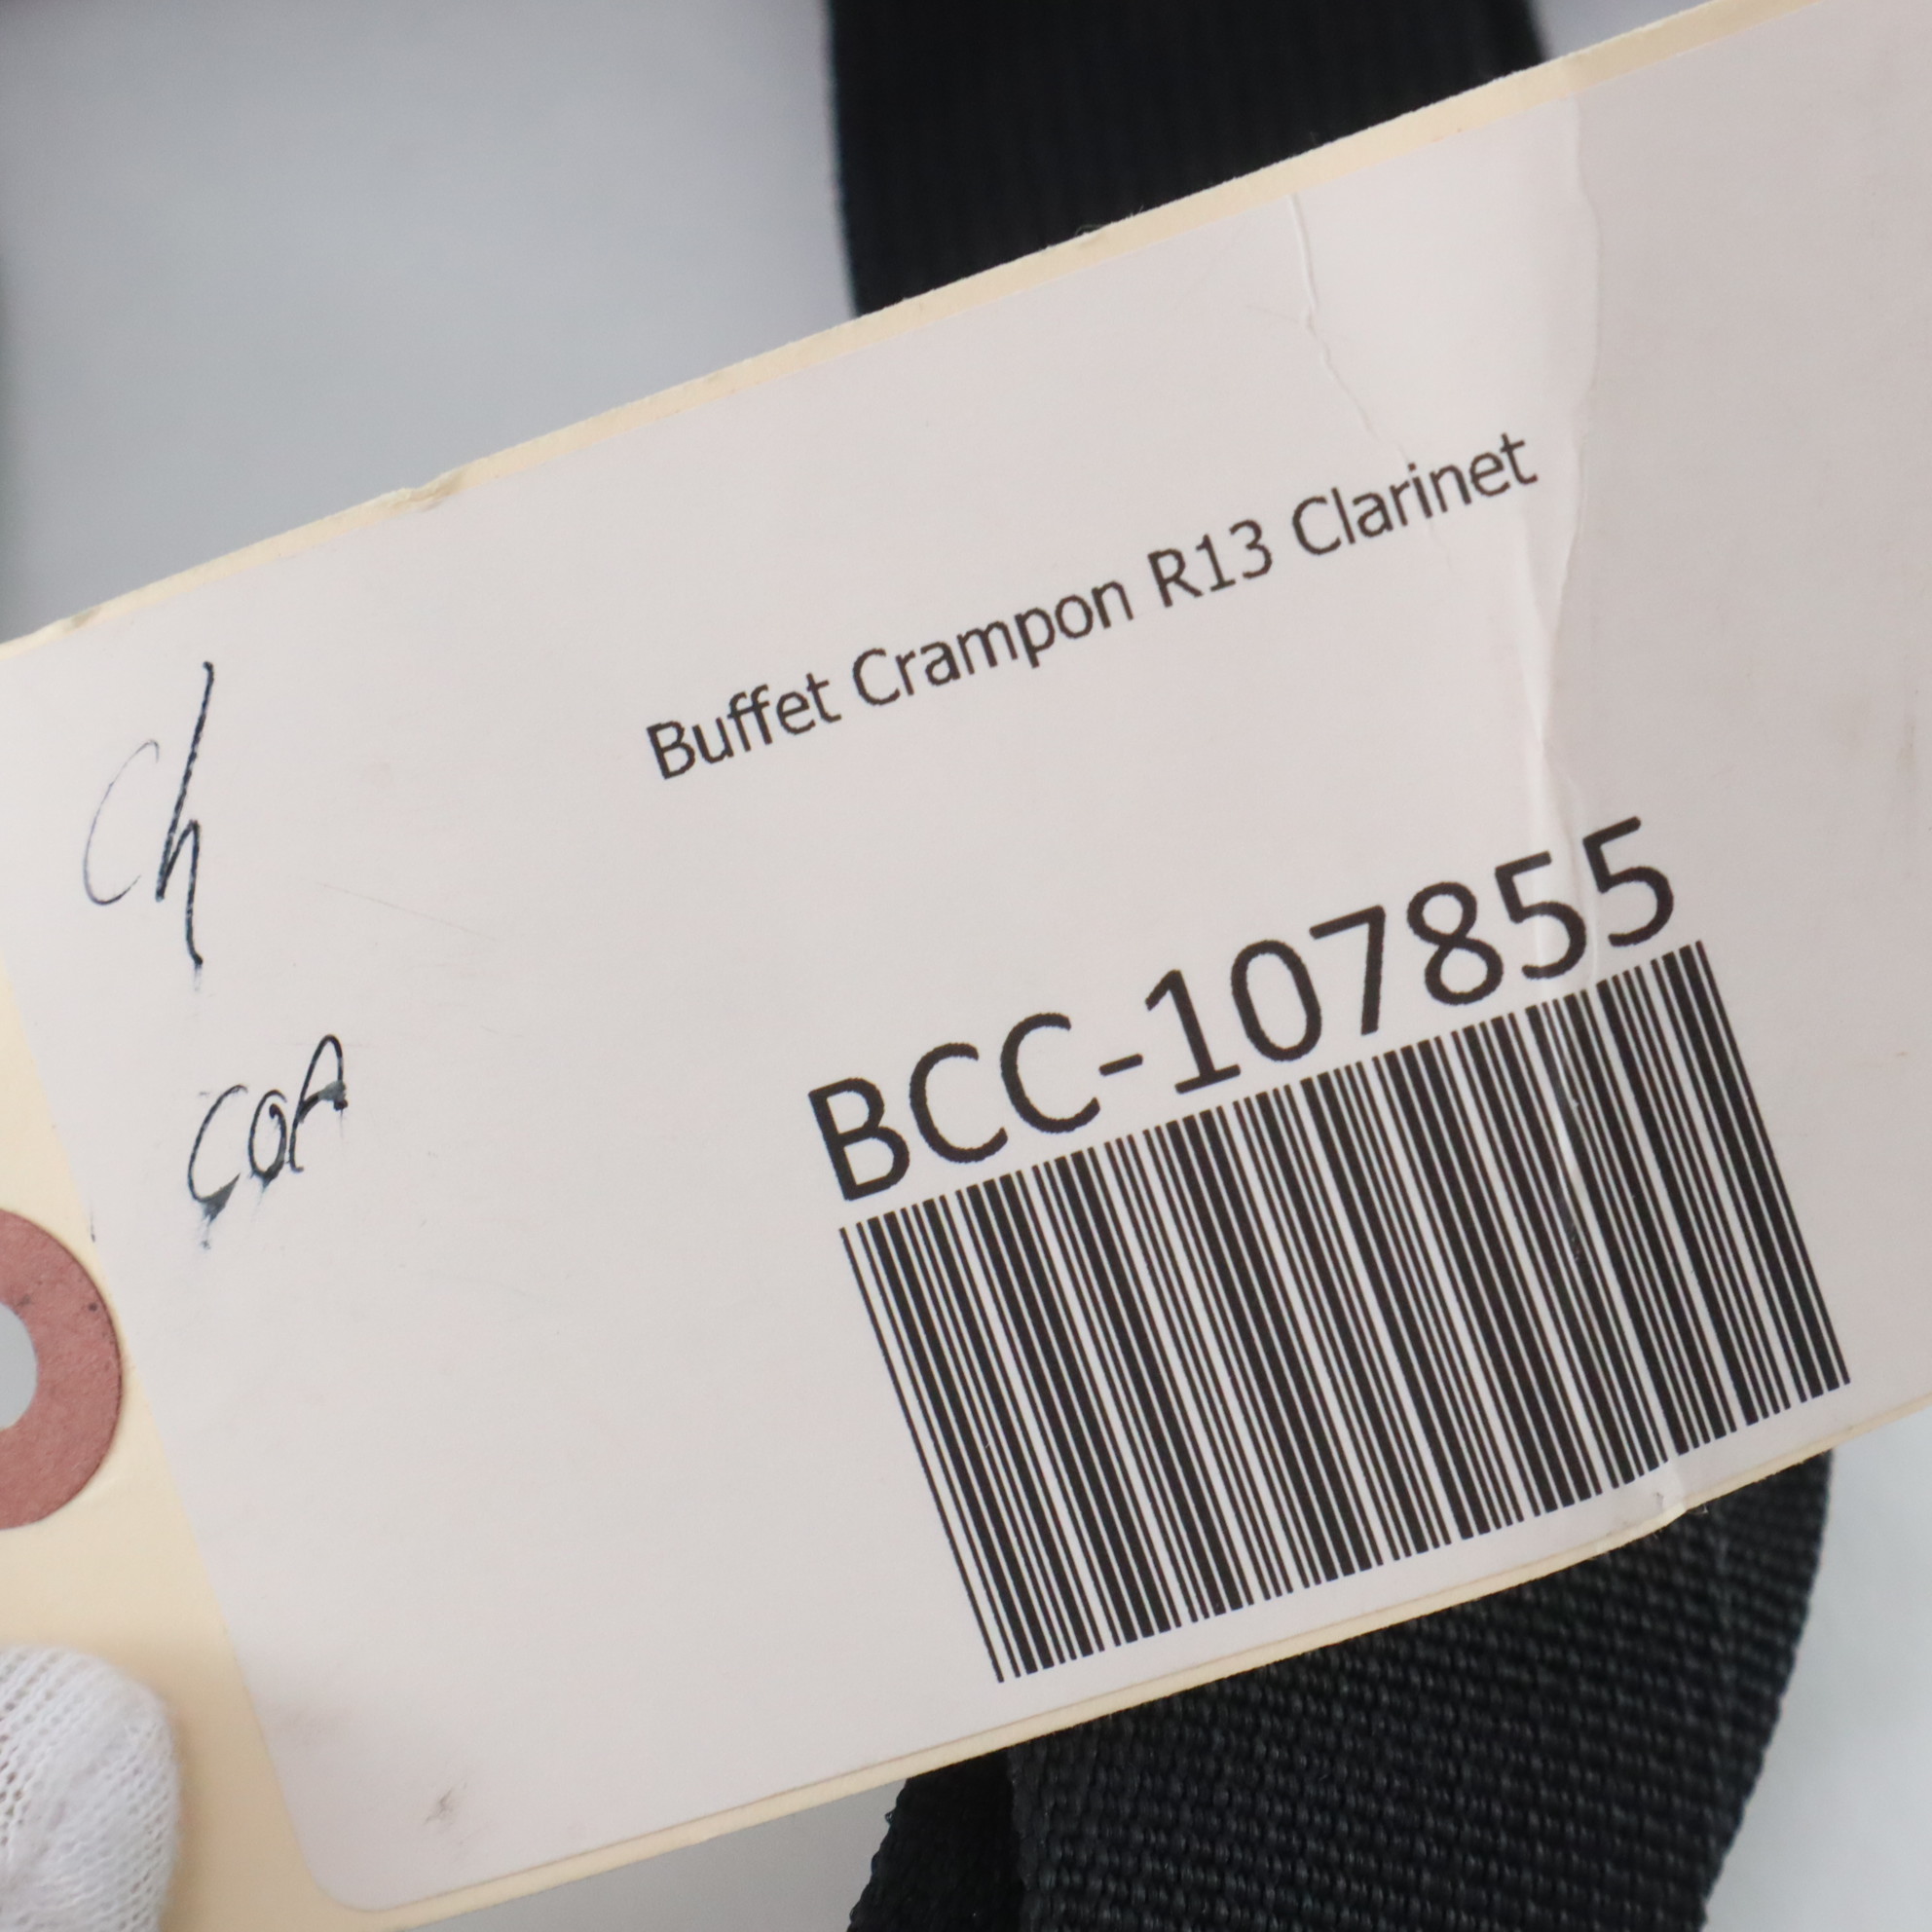 Buffet Crampon R13 Clarinet
Ch
BCC-107855
COA